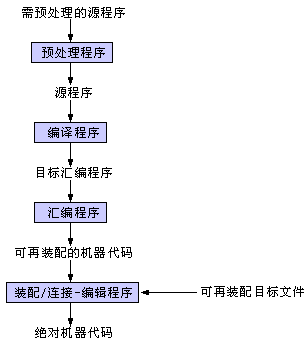 需预处理的源程序
预处理程序
源程序
编译程序
目标汇编程序
汇编程序
可再装配的机器代码
装配/连接-编辑程序
可再装配目标文件
绝对机器代码